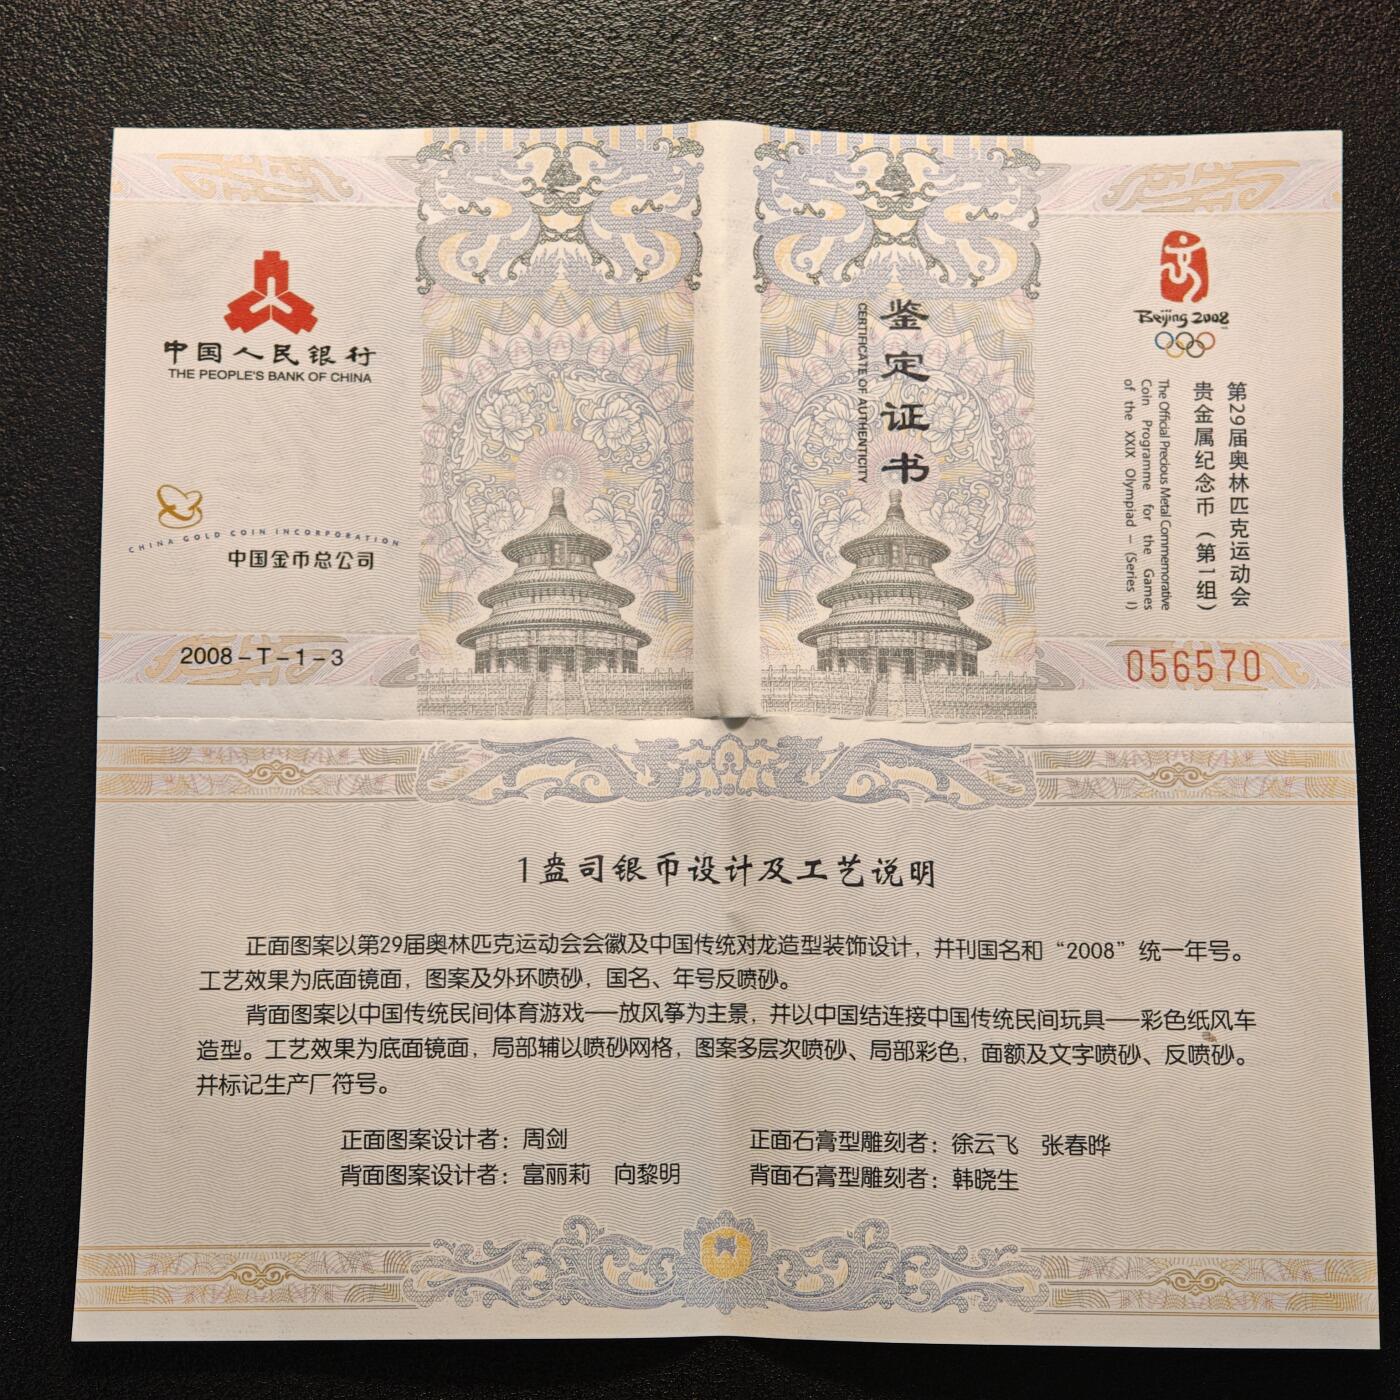 中国人民银行
THE PEOPLE'S BANK OF CHINA
CHINA GOLD COIN INCORPORATION
中国金币总公司
2008-T-1-3
鉴定证书
CERTIFICATE OF AUTHENTICITY
Beijing 2008
第29届奥林匹克运动会
贵金属纪念币（第1组）
The Official Precious Metal Commemorative
Coin Programme for the Games
of the XXIX Olympiad — (Series I)
056570
1盎司银币设计及工艺说明
正面图案以第29届奥林匹克运动会会徽及中国传统对龙造型装饰设计，并刊国名和“2008”统一年号。
工艺效果为底面镜面，图案及外环喷砂，国名、年号反喷砂。
背面图案以中国传统民间体育游戏——放风筝为主景，并以中国结连接中国传统民间玩具——彩色纸风车
造型。工艺效果为底面镜面，局部辅以喷砂网格，图案多层次喷砂、局部彩色，面额及文字喷砂、反喷砂。
并标记生产厂符号。
正面图案设计者：周剑
正面石膏型雕刻者：徐云飞 张春晔
背面图案设计者：富丽莉 向黎明
背面石膏型雕刻者：韩晓生